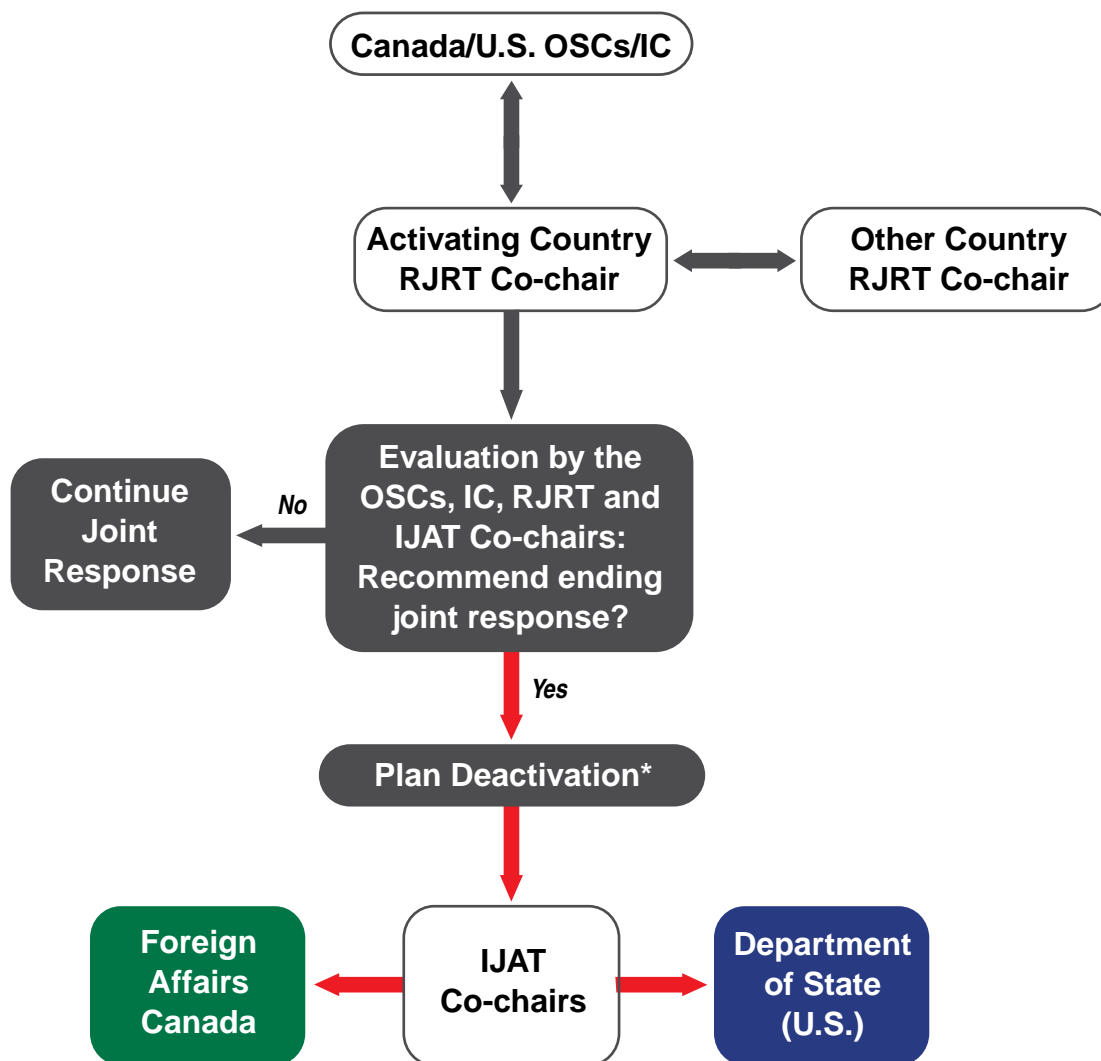 Canada/U.S. OSCs/IC
Activating Country
RJRT Co-chair
Other Country
RJRT Co-chair
Evaluation by the
OSCs, IC, RJRT and
IJAT Co-chairs:
Recommend ending
joint response?
No
Continue
Joint
Response
Yes
Plan Deactivation*
Foreign
Affairs
Canada
IJAT
Co-chairs
Department
of State
(U.S.)